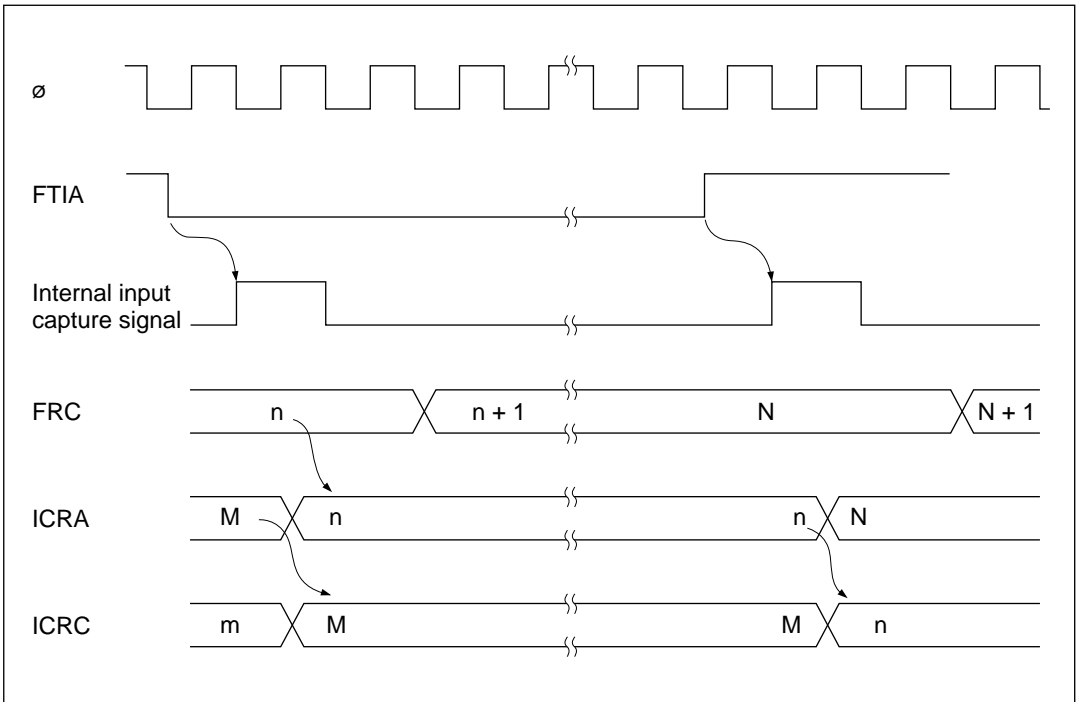 ø
FTIA
Internal input
capture signal
FRC n n + 1 N N + 1
ICRA M n n N
ICRC m M M n